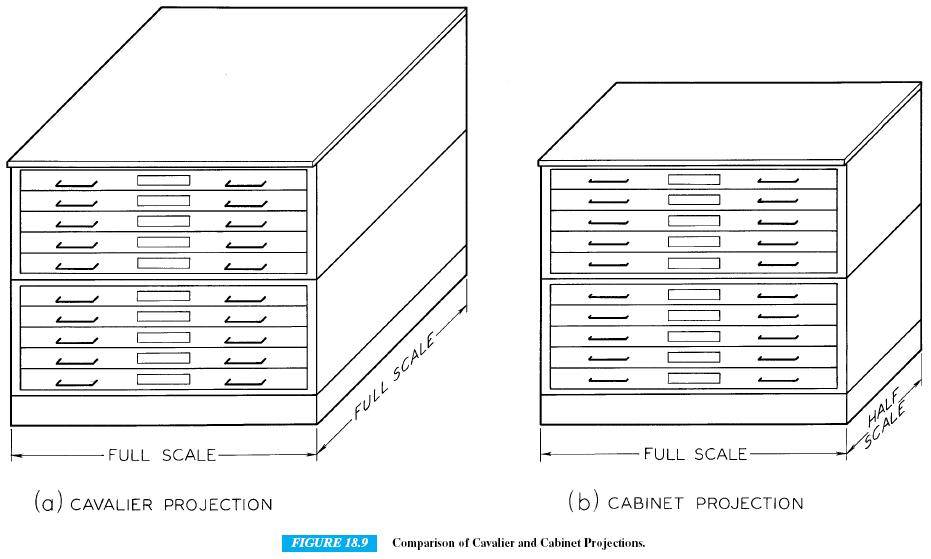 FULL SCALE
FULL SCALE
(a) CAVALIER PROJECTION
FULL SCALE
HALF
SCALE
(b) CABINET PROJECTION
FIGURE 18.9 Comparison of Cavalier and Cabinet Projections.